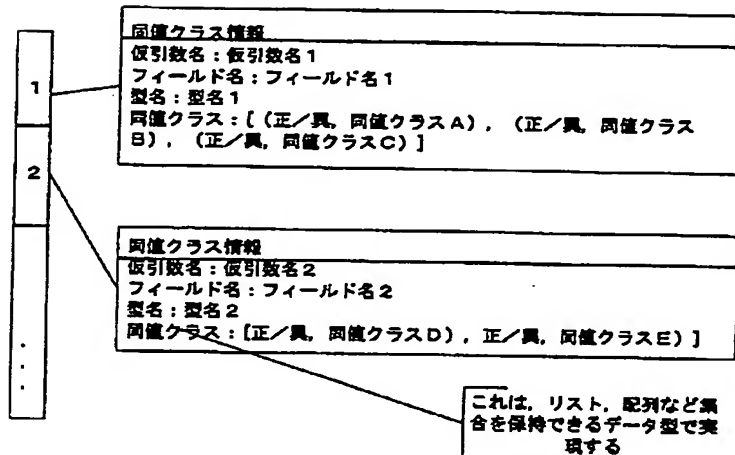 1
同値クラス情報
仮引数名:仮引数名1
フィールド名:フィールド名1
型名:型名1
同値クラス:[(正/異,同値クラスA),(正/異,同値クラス
B),(正/異,同値クラスC)]
2
同値クラス情報
仮引数名:仮引数名2
フィールド名:フィールド名2
型名:型名2
同値クラス:[正/異,同値クラスD),正/異,同値クラスE)]
...
これは,リスト,配列など集
合を保持できるデータ型で実
現する